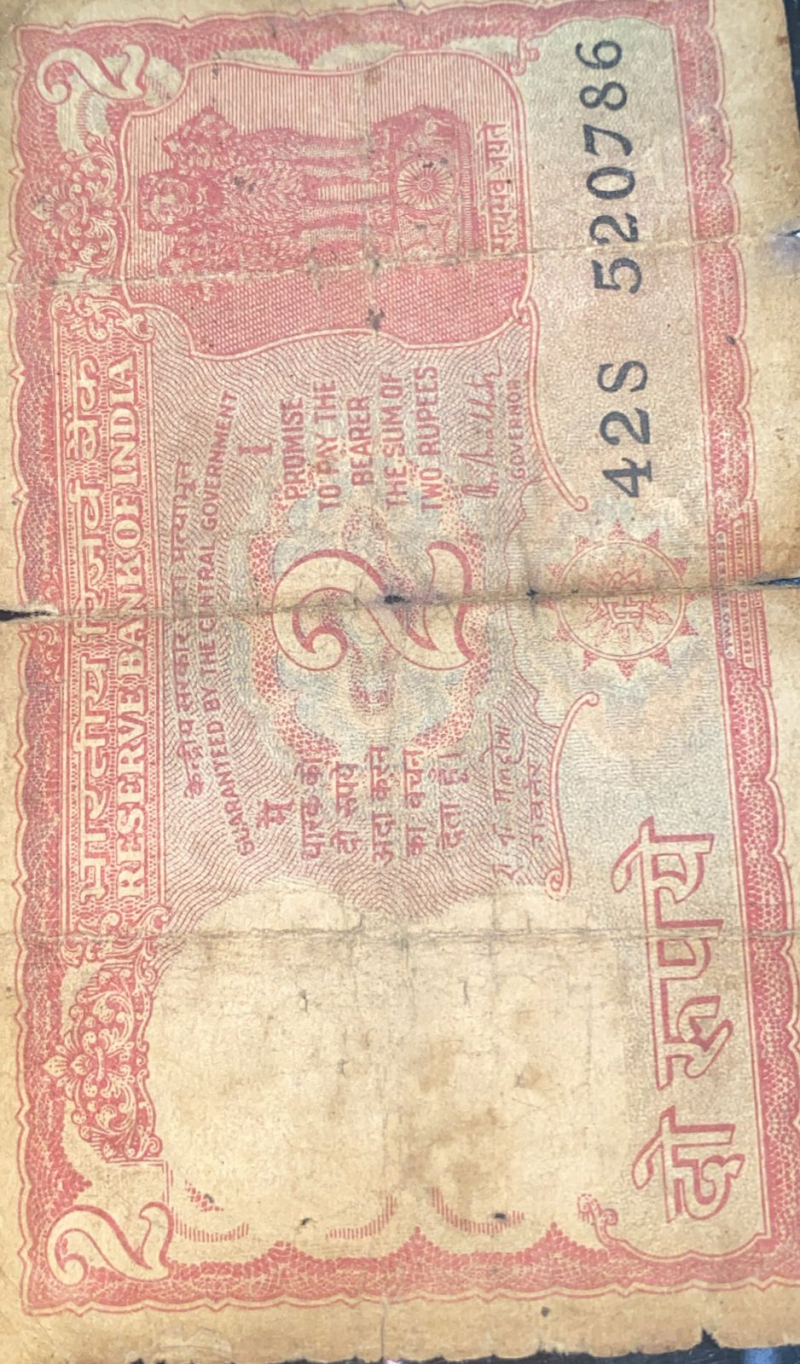 2
भारतीय रिज़र्व बैंक
RESERVE BANK OF INDIA
2
केन्द्रीय सरकार द्वारा प्रत्याभूत
GUARANTEED BY THE CENTRAL GOVERNMENT
मैं
धारक को
दो रुपये
अदा करने
का वचन
देता हूँ।
गवर्नर
2
I
PROMISE
TO PAY THE
BEARER
THE SUM OF
TWO RUPEES
GOVERNOR
सत्यमेव जयते
दो रुपये
42S 520786